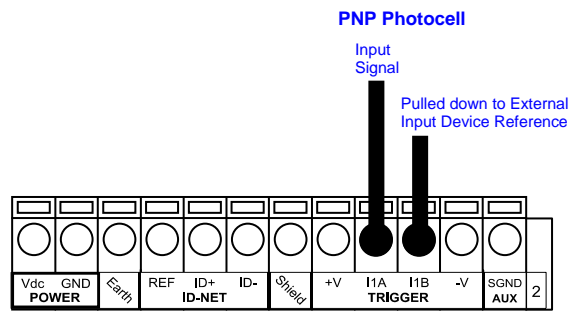 PNP Photocell
Input
Signal
Pulled down to External
Input Device Reference
Vdc GND Earth REF ID+ ID- Shield +V I1A I1B -V SGND 2
POWER ID-NET TRIGGER AUX